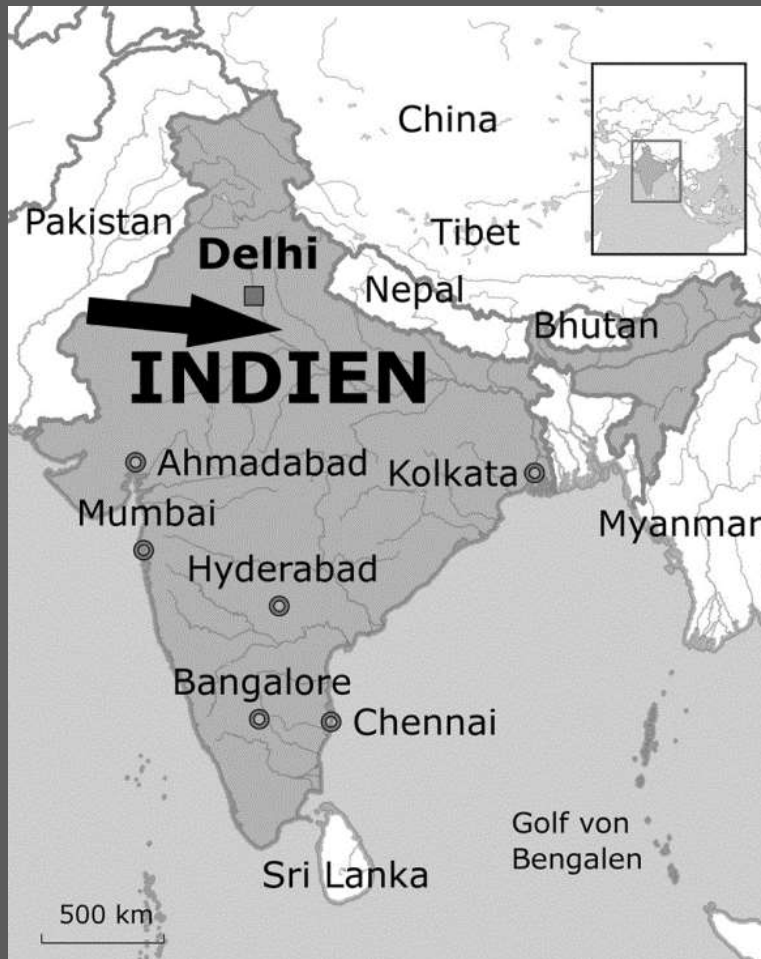 China
Pakistan
Tibet
Delhi
Nepal
Bhutan
INDIEN
Ahmadabad
Kolkata
Mumbai
Myanmar
Hyderabad
Bangalore
Chennai
Golf von
Bengalen
Sri Lanka
500 km